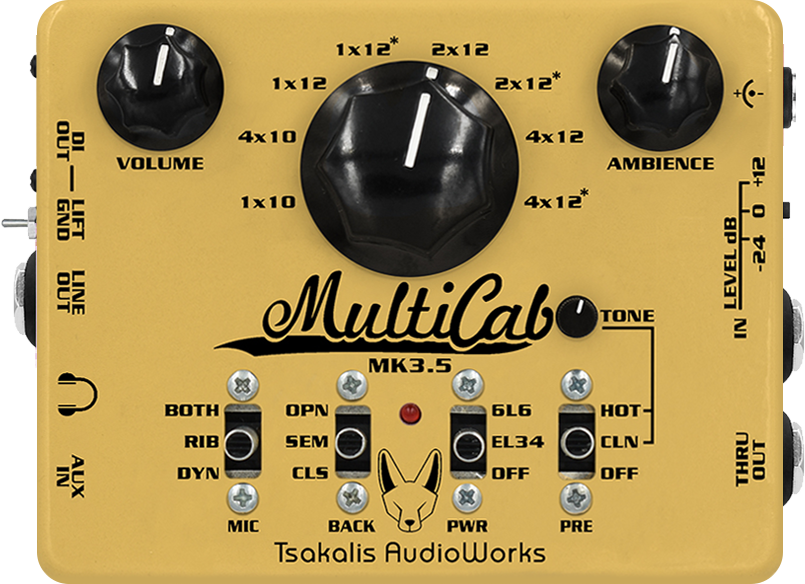 1x12* 2x12
1x12 2x12*
4x10 4x12
1x10 4x12*
VOLUME
AMBIENCE
+ -
DI OUT
LIFT GND
LINE OUT
AUX IN
IN LEVEL dB
-24 0 +12
THRU OUT
MultiCab
MK3.5
TONE
BOTH
RIB
DYN
MIC
OPN
SEM
CLS
BACK
6L6
EL34
OFF
PWR
HOT
CLN
OFF
PRE
Tsakalis AudioWorks